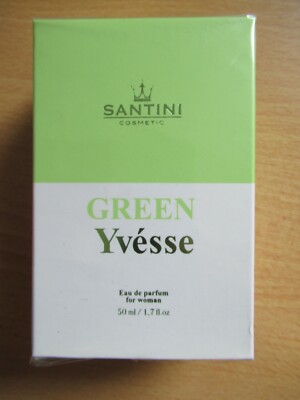 SANTINI
COSMETIC
GREEN
Yvésse
Eau de parfum
for woman
50 ml / 1,7 fl oz